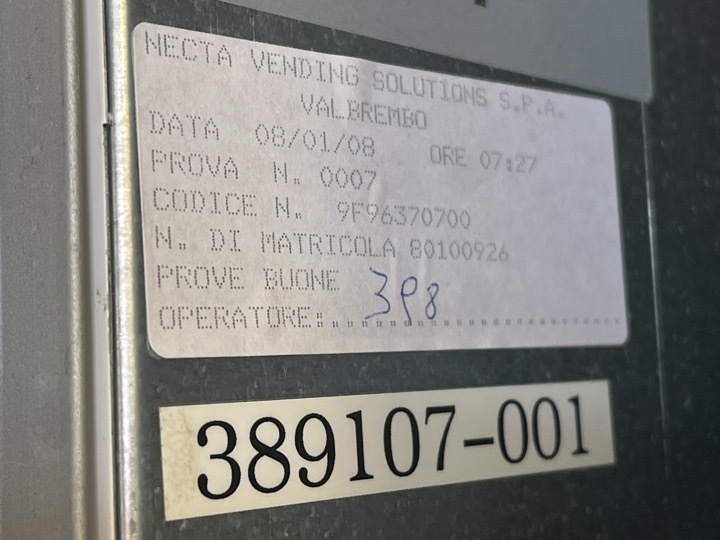 NECTA VENDING SOLUTIONS S.P.A.
VALBREMBO
DATA 08/01/08 ORE 07:27
PROVA N. 0007
CODICE N. 9F96370700
N. DI MATRICOLA 80100926
PROVE BUONE
OPERATORE:.............................. 398
389107-001